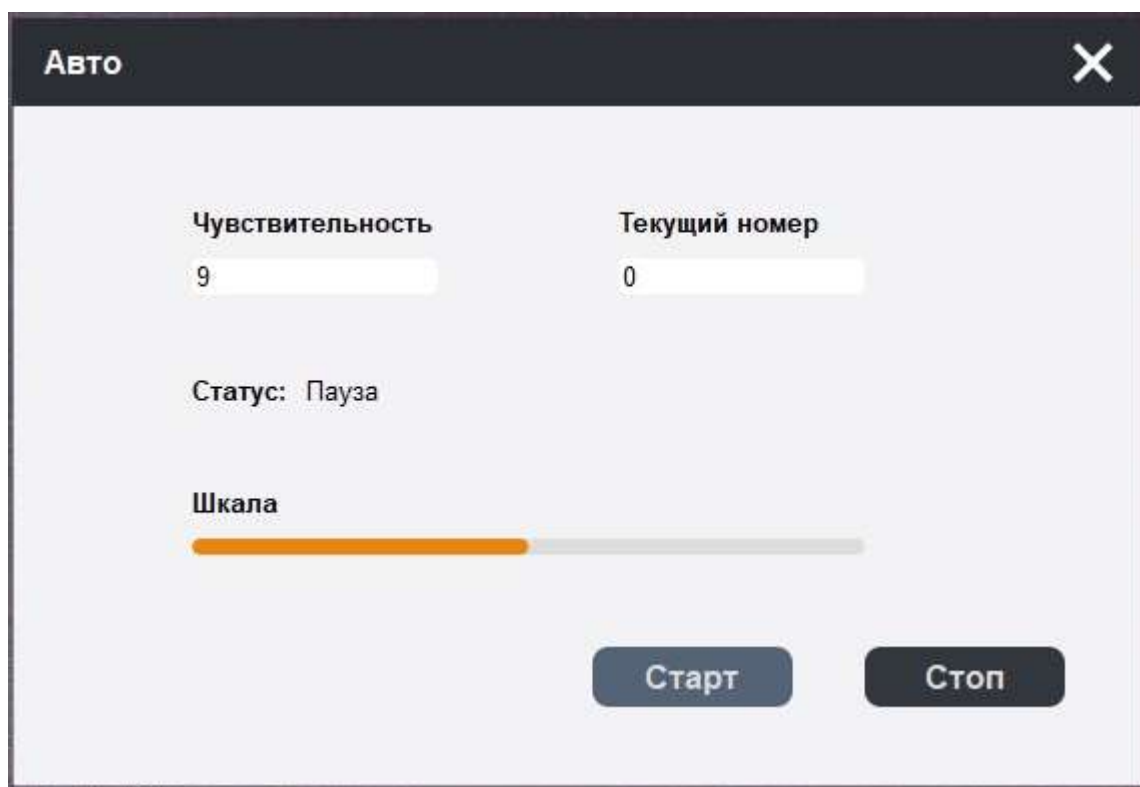 Авто
Чувствительность Текущий номер
9 0
Статус: Пауза
Шкала
Старт Стоп